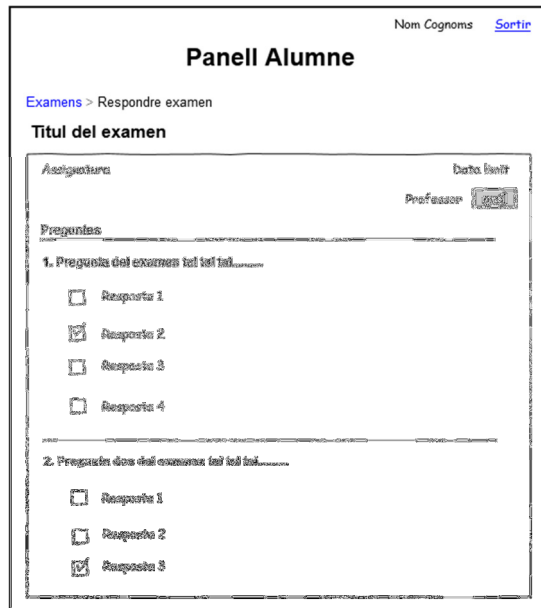 Nom Cognoms Sortir
Panell Alumne
Examens > Respondre examen
Titul del examen
Assignatura Data limit
Professor
Preguntes
1. Pregunta del examen tal tal tal.........
Resposta 1
Resposta 2
Resposta 3
Resposta 4
2. Pregunta dos del examen tal tal tal.........
Resposta 1
Resposta 2
Resposta 3